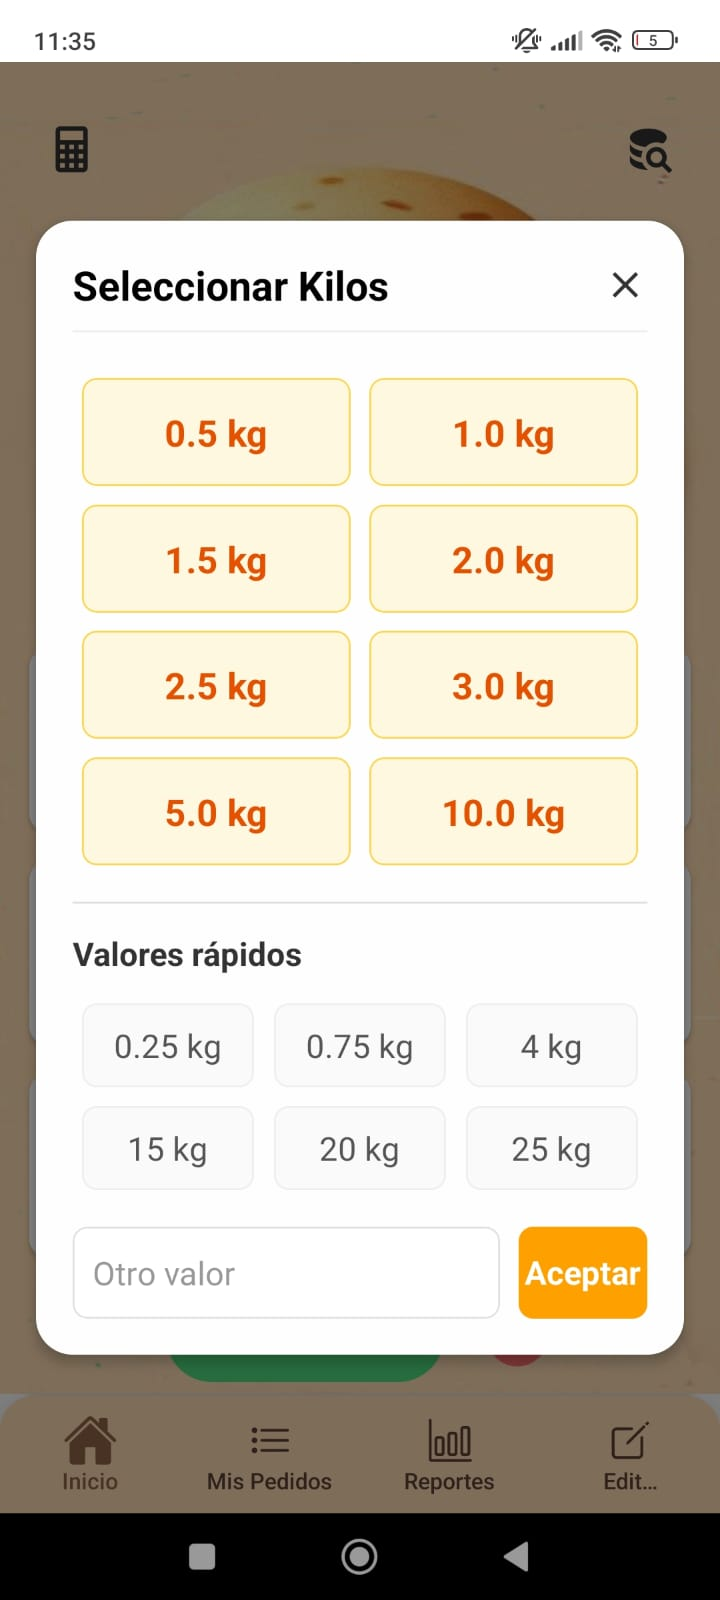 11:35
5
Seleccionar Kilos
0.5 kg
1.0 kg
1.5 kg
2.0 kg
2.5 kg
3.0 kg
5.0 kg
10.0 kg
Valores rápidos
0.25 kg
0.75 kg
4 kg
15 kg
20 kg
25 kg
Otro valor
Aceptar
Inicio
Mis Pedidos
Reportes
Edit...